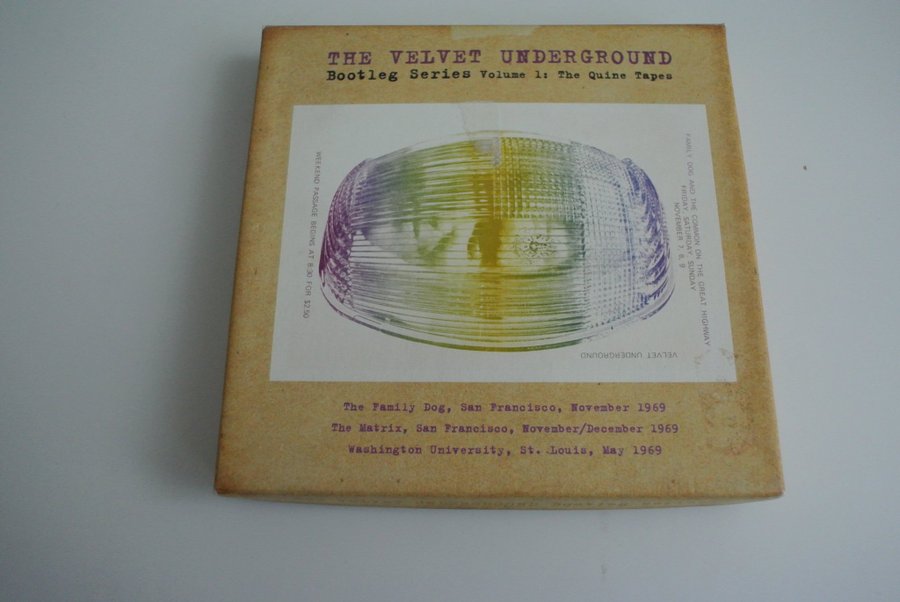 THE VELVET UNDERGROUND
Bootleg Series Volume 1: The Quine Tapes
WEEKEND PASSAGE BEGINS AT 8:30 FOR $2.50
FAMILY DOG AND THE COMMON ON THE GREAT HIGHWAY
FRIDAY SATURDAY SUNDAY
NOVEMBER 7, 8, 9
VELVET UNDERGROUND
The Family Dog, San Francisco, November 1969
The Matrix, San Francisco, November/December 1969
Washington University, St. Louis, May 1969